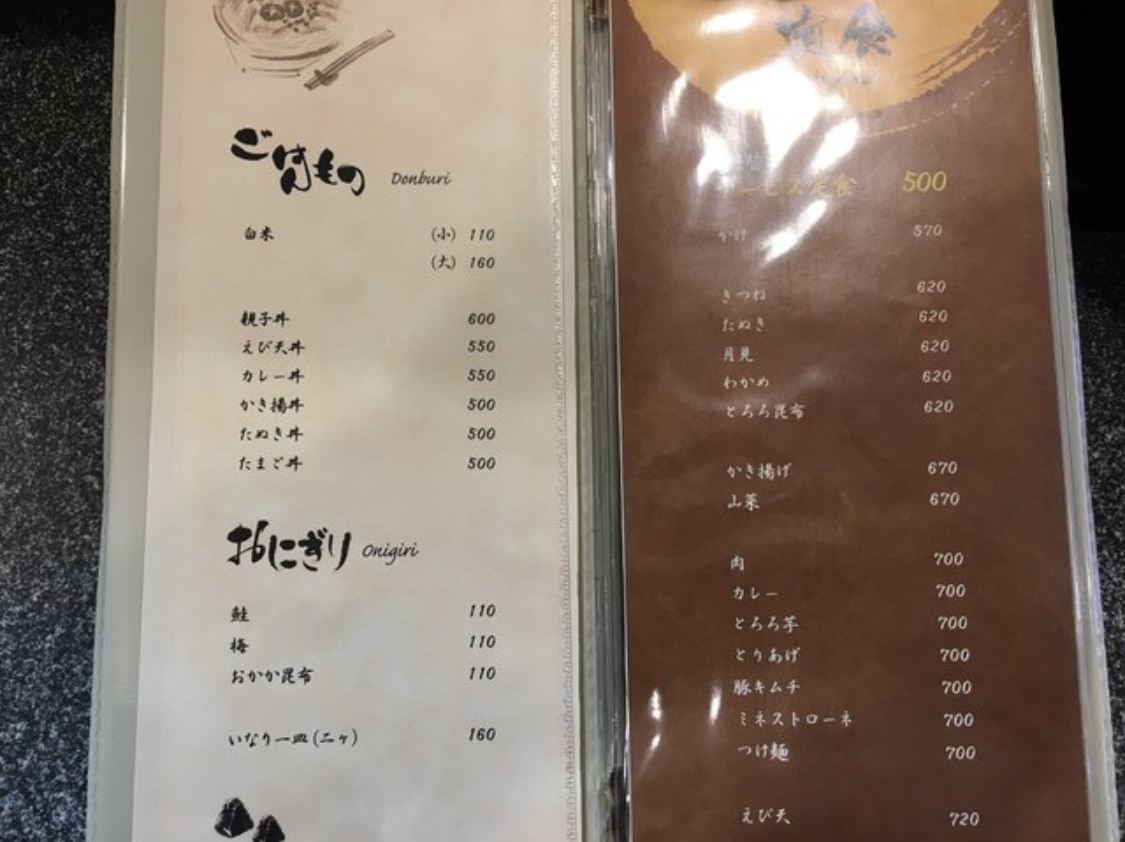 ごはんもの Donburi
白米 (小) 110
(大) 160
親子丼 600
えび天丼 550
カレー丼 550
かき揚丼 500
たぬき丼 500
たまご丼 500
おにぎり Onigiri
鮭 110
梅 110
おかか昆布 110
いなり一皿(二ヶ) 160
定食
サービス定食 500
かけ 570
きつね 620
たぬき 620
月見 620
わかめ 620
とろろ昆布 620
かき揚げ 670
山菜 670
肉 700
カレー 700
とろろ芋 700
とりあげ 700
豚キムチ 700
ミネストローネ 700
つけ麺 700
えび天 720